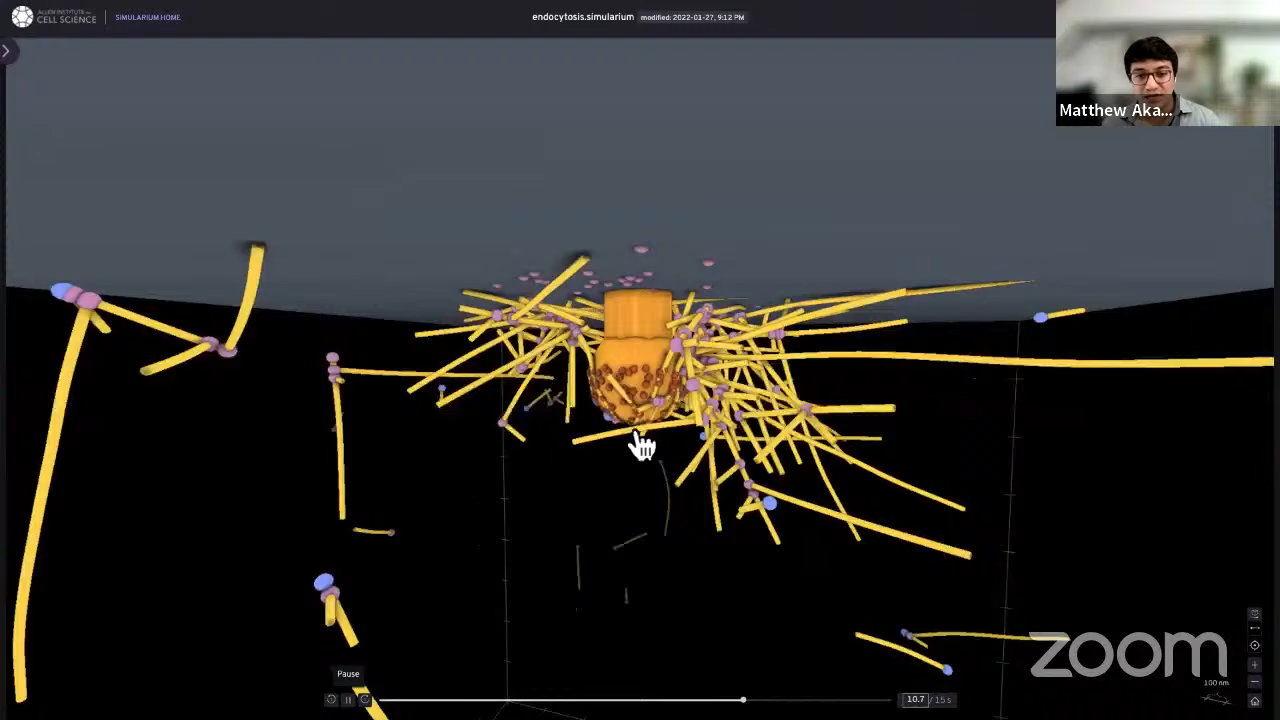 ALLEN INSTITUTE for
CELL SCIENCE
SIMULARIUM HOME
endocytosis.simularium
modified: 2022-01-27, 9:12 PM
Matthew Aka...
Pause
10.7 / 15 s
100 nm
zoom